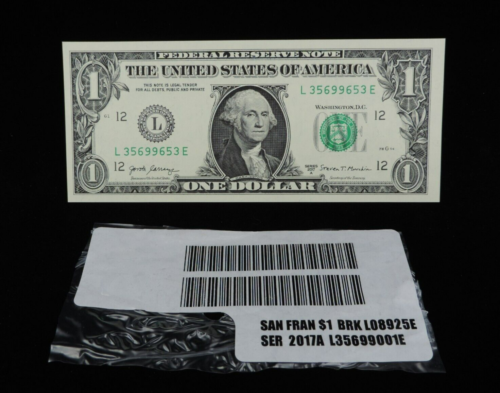 FEDERAL RESERVE NOTE
THE UNITED STATES OF AMERICA
THIS NOTE IS LEGAL TENDER
FOR ALL DEBTS, PUBLIC AND PRIVATE
L 35699653 E
WASHINGTON, D.C.
1
1
12
12
L
L 35699653 E
12
12
SERIES
1
1
ONE DOLLAR
SAN FRAN $1 BRK L08925E
SER 2017A L35699001E